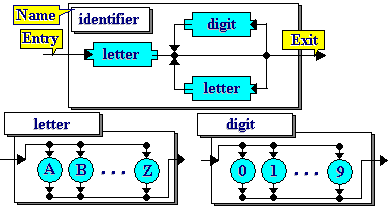 Name
identifier
digit
Entry
Exit
letter
letter
letter
digit
A B . . . Z
0 1 . . . 9